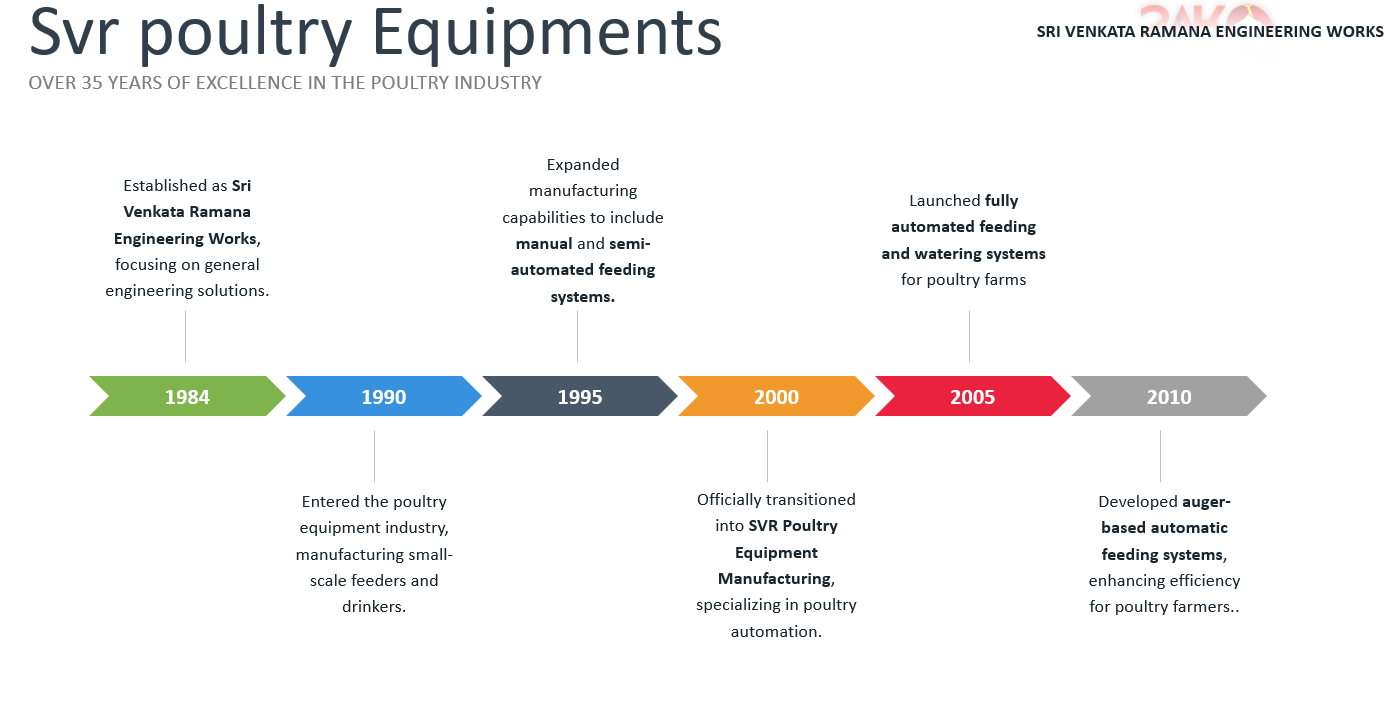 Svr poultry Equipments
SRI VENKATA RAMANA ENGINEERING WORKS
OVER 35 YEARS OF EXCELLENCE IN THE POULTRY INDUSTRY
Established as Sri
Venkata Ramana
Engineering Works,
focusing on general
engineering solutions.
Expanded
manufacturing
capabilities to include
manual and semi-
automated feeding
systems.
Launched fully
automated feeding
and watering systems
for poultry farms
1984
1990
1995
2000
2005
2010
Entered the poultry
equipment industry,
manufacturing small-
scale feeders and
drinkers.
Officially transitioned
into SVR Poultry
Equipment
Manufacturing,
specializing in poultry
automation.
Developed auger-
based automatic
feeding systems,
enhancing efficiency
for poultry farmers..